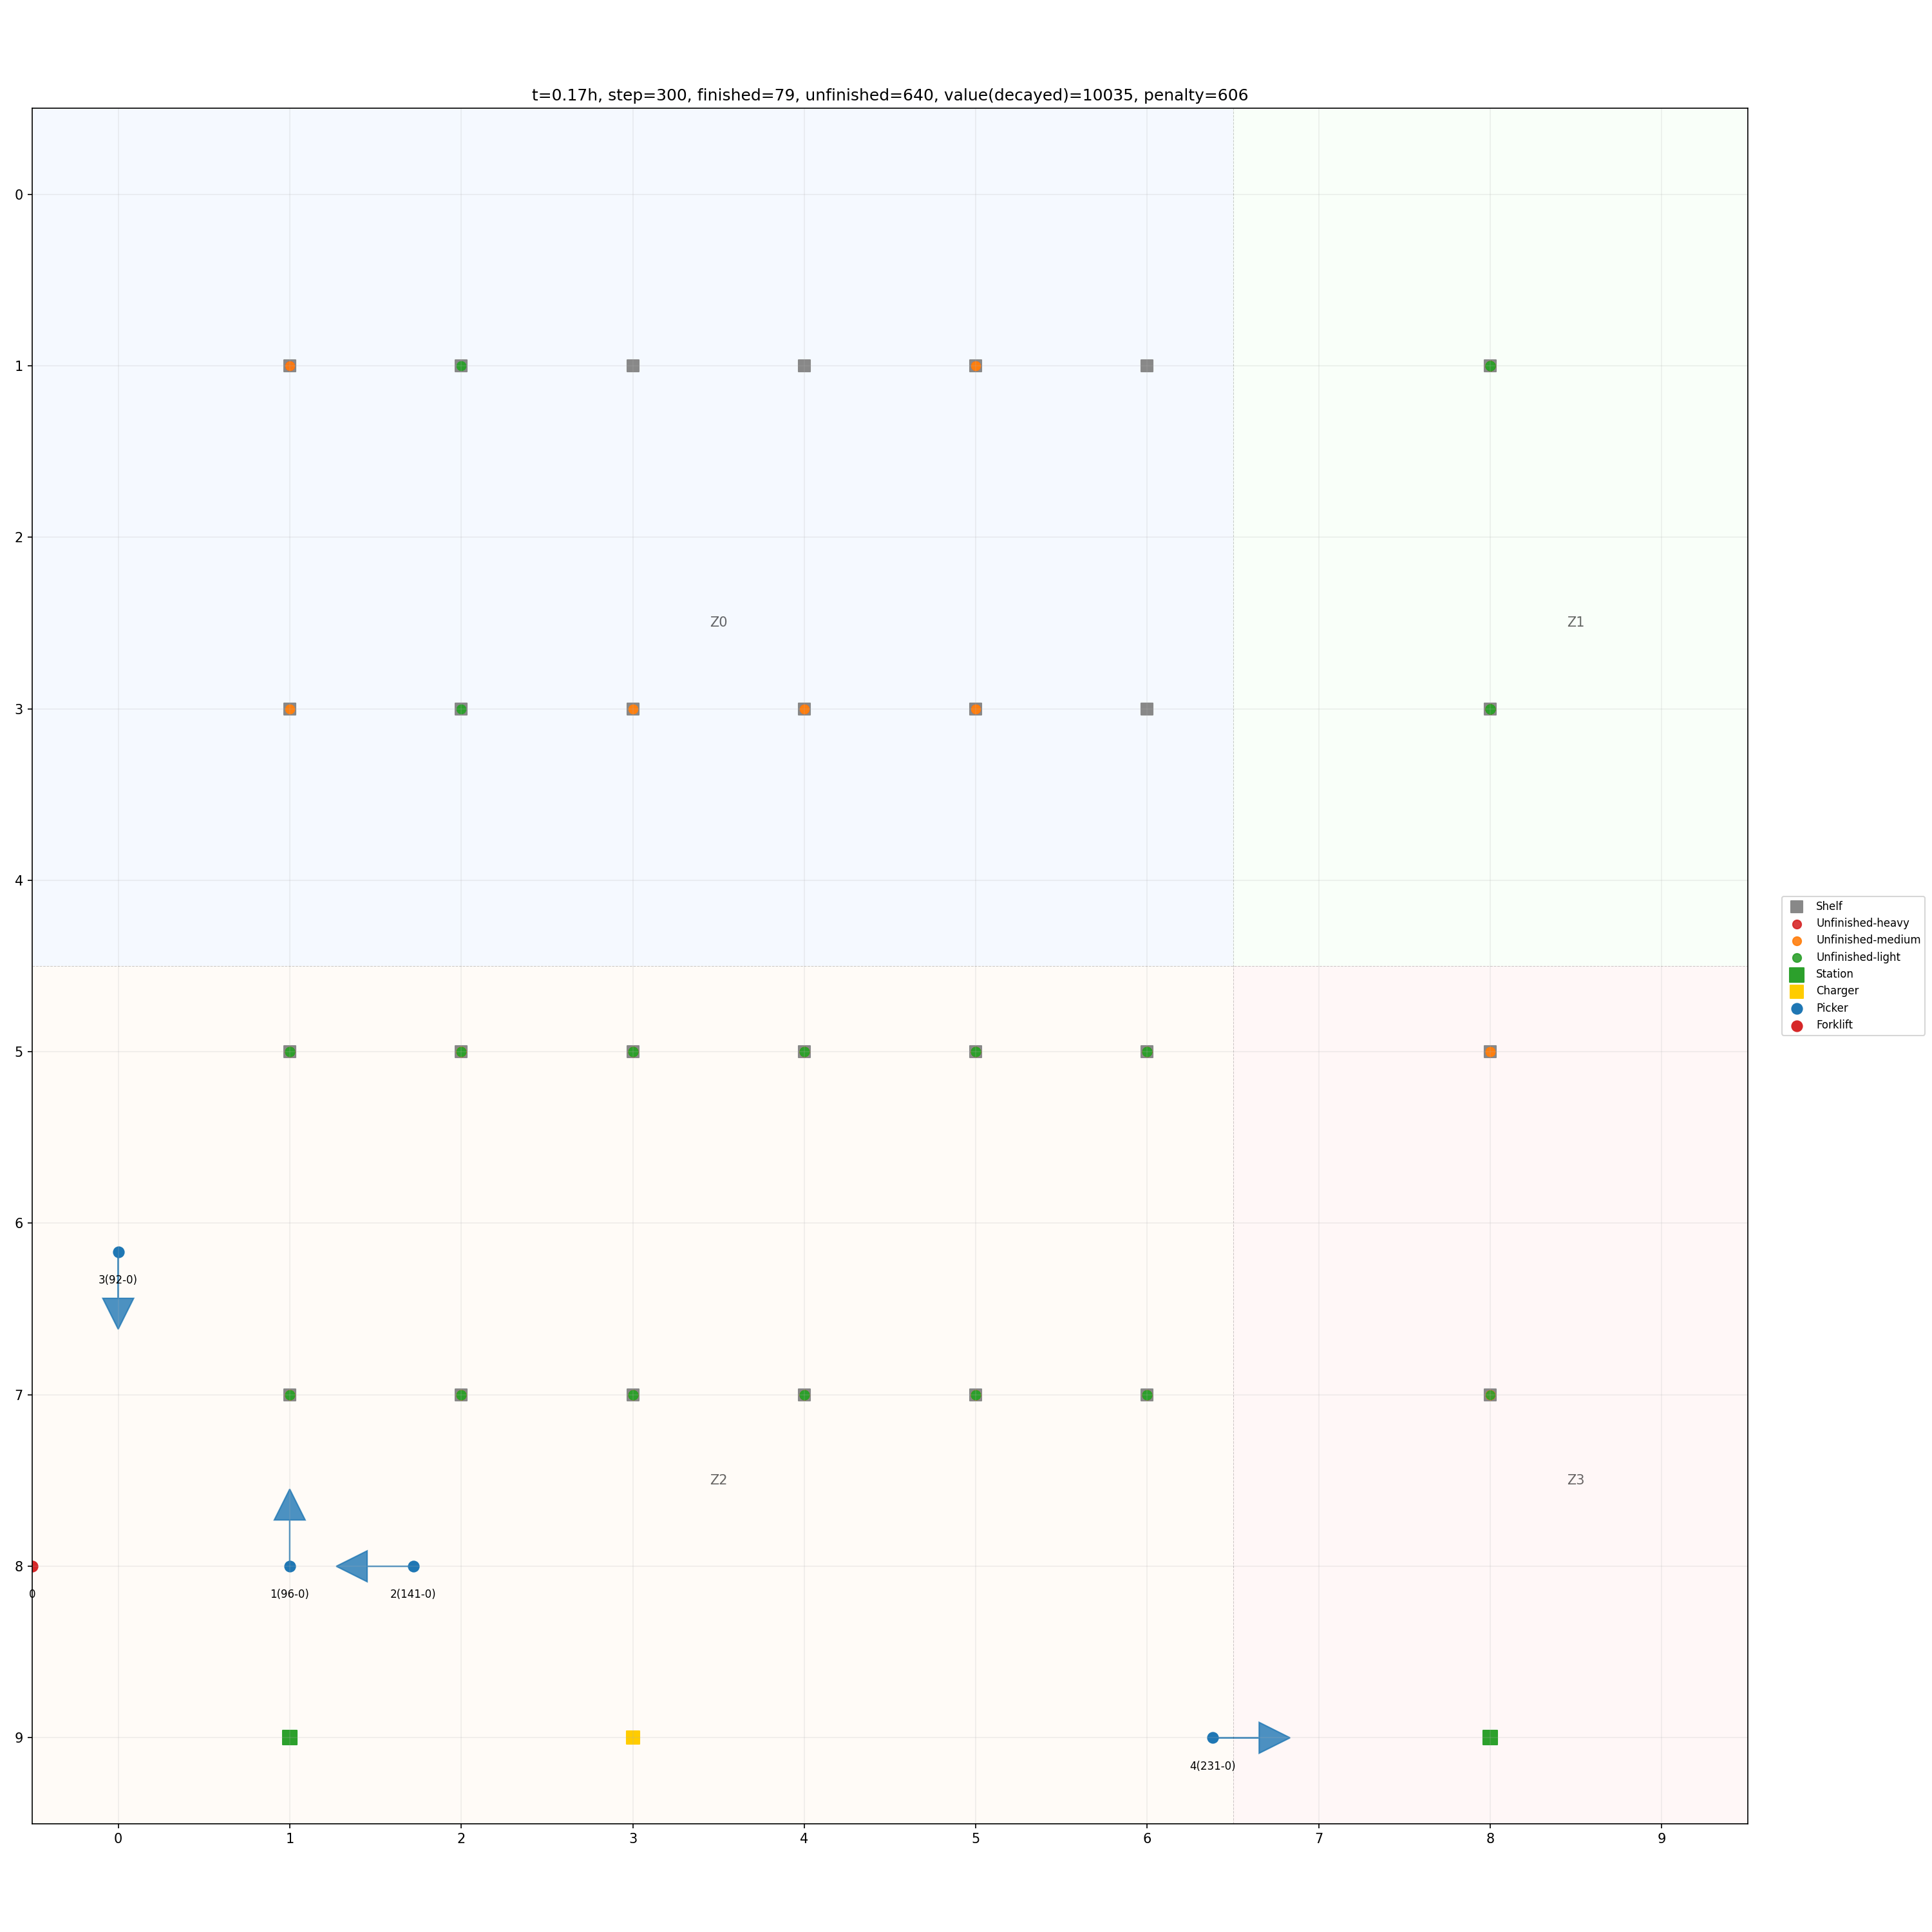 t=0.17h, step=300, finished=79, unfinished=640, value(decayed)=10035, penalty=606
0
1
2
3
4
5
6
7
8
9
Z0
Z1
Z2
Z3
3(92-0)
0
1(96-0)
2(141-0)
4(231-0)
0
1
2
3
4
5
6
7
8
9
Shelf
Unfinished-heavy
Unfinished-medium
Unfinished-light
Station
Charger
Picker
Forklift